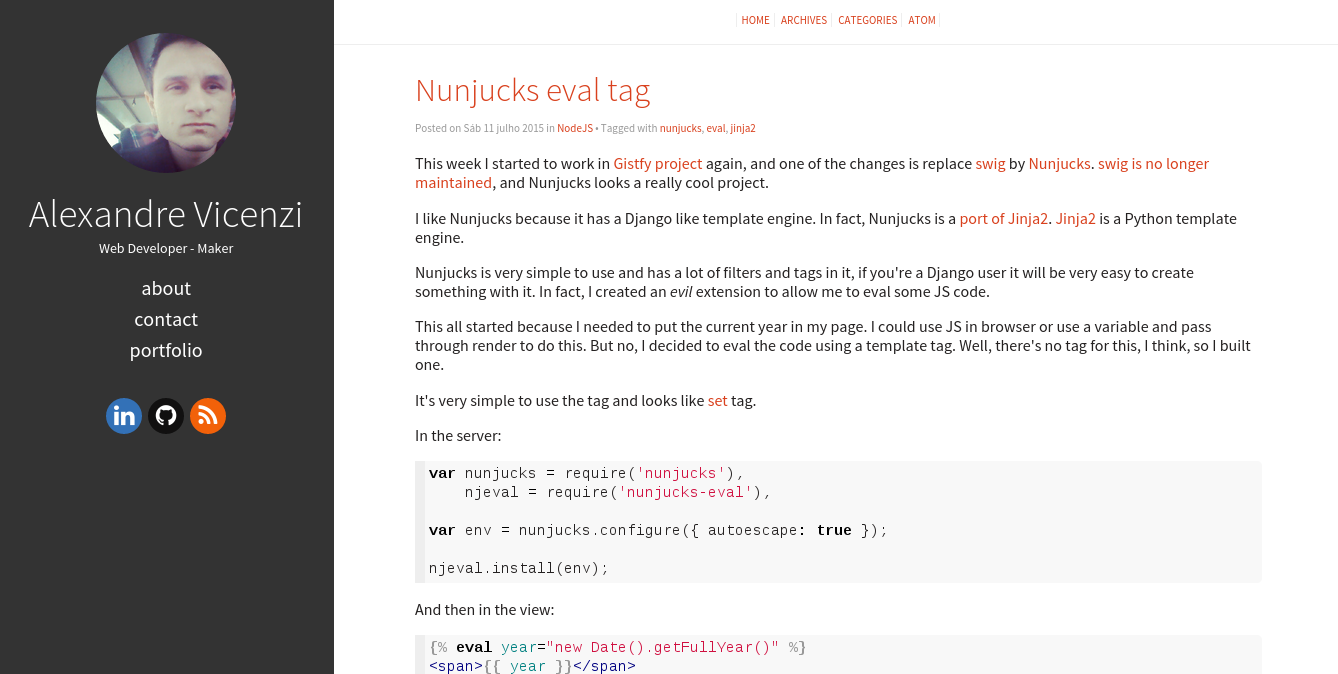 HOME ARCHIVES CATEGORIES ATOM
Alexandre Vicenzi
Web Developer - Maker
about
contact
portfolio
in
Nunjucks eval tag
Posted on Sáb 11 julho 2015 in NodeJS • Tagged with nunjucks, eval, jinja2
This week I started to work in Gistfy project again, and one of the changes is replace swig by Nunjucks. swig is no longer
maintained, and Nunjucks looks a really cool project.
I like Nunjucks because it has a Django like template engine. In fact, Nunjucks is a port of Jinja2. Jinja2 is a Python template
engine.
Nunjucks is very simple to use and has a lot of filters and tags in it, if you're a Django user it will be very easy to create
something with it. In fact, I created an evil extension to allow me to eval some JS code.
This all started because I needed to put the current year in my page. I could use JS in browser or use a variable and pass
through render to do this. But no, I decided to eval the code using a template tag. Well, there's no tag for this, I think, so I built
one.
It's very simple to use the tag and looks like set tag.
In the server:
var nunjucks = require('nunjucks'),
    njeval = require('nunjucks-eval'),
var env = nunjucks.configure({ autoescape: true });
njeval.install(env);
And then in the view:
{% eval year="new Date().getFullYear()" %}
<span>{{ year }}</span>